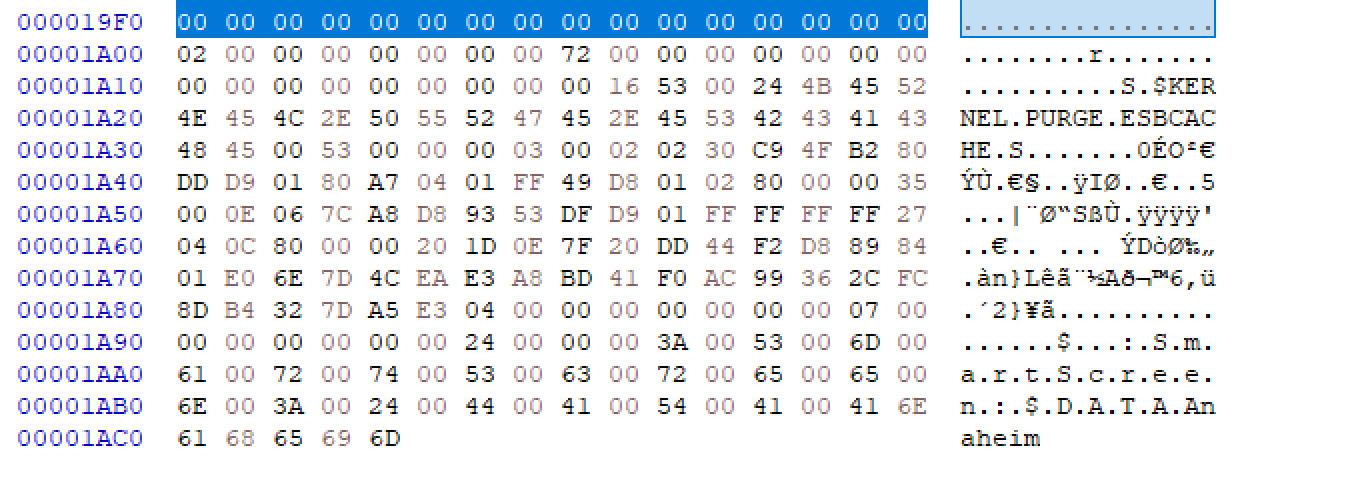 000019F0 00 00 00 00 00 00 00 00 00 00 00 00 00 00 00 00 ................
00001A00 02 00 00 00 00 00 00 00 72 00 00 00 00 00 00 00 ........r.......
00001A10 00 00 00 00 00 00 00 00 00 16 53 00 24 4B 45 52 ..........S.$KER
00001A20 4E 45 4C 2E 50 55 52 47 45 2E 45 53 42 43 41 43 NEL.PURGE.ESBCAC
00001A30 48 45 00 53 00 00 00 03 00 02 02 30 C9 4F B2 80 HE.S.......0ÉO²€
00001A40 DD D9 01 80 A7 04 01 FF 49 D8 01 02 80 00 00 35 ÝÙ.€§..ÿIØ..€..5
00001A50 00 0E 06 7C A8 D8 93 53 DF D9 01 FF FF FF FF 27 ...|¨Ø“SßÙ.ÿÿÿÿ'
00001A60 04 0C 80 00 00 20 1D 0E 7F 20 DD 44 F2 D8 89 84 ..€.. ... ÝDòØ‰„
00001A70 01 E0 6E 7D 4C EA E3 A8 BD 41 F0 AC 99 36 2C FC .àn}Lêã¨½Að¬™6,ü
00001A80 8D B4 32 7D A5 E3 04 00 00 00 00 00 00 00 07 00 .´2}¥ã..........
00001A90 00 00 00 00 00 00 24 00 00 00 3A 00 53 00 6D 00 ......$...:.S.m.
00001AA0 61 00 72 00 74 00 53 00 63 00 72 00 65 00 65 00 a.r.t.S.c.r.e.e.
00001AB0 6E 00 3A 00 24 00 44 00 41 00 54 00 41 00 41 6E n.:.$.D.A.T.A.An
00001AC0 61 68 65 69 6D aheim